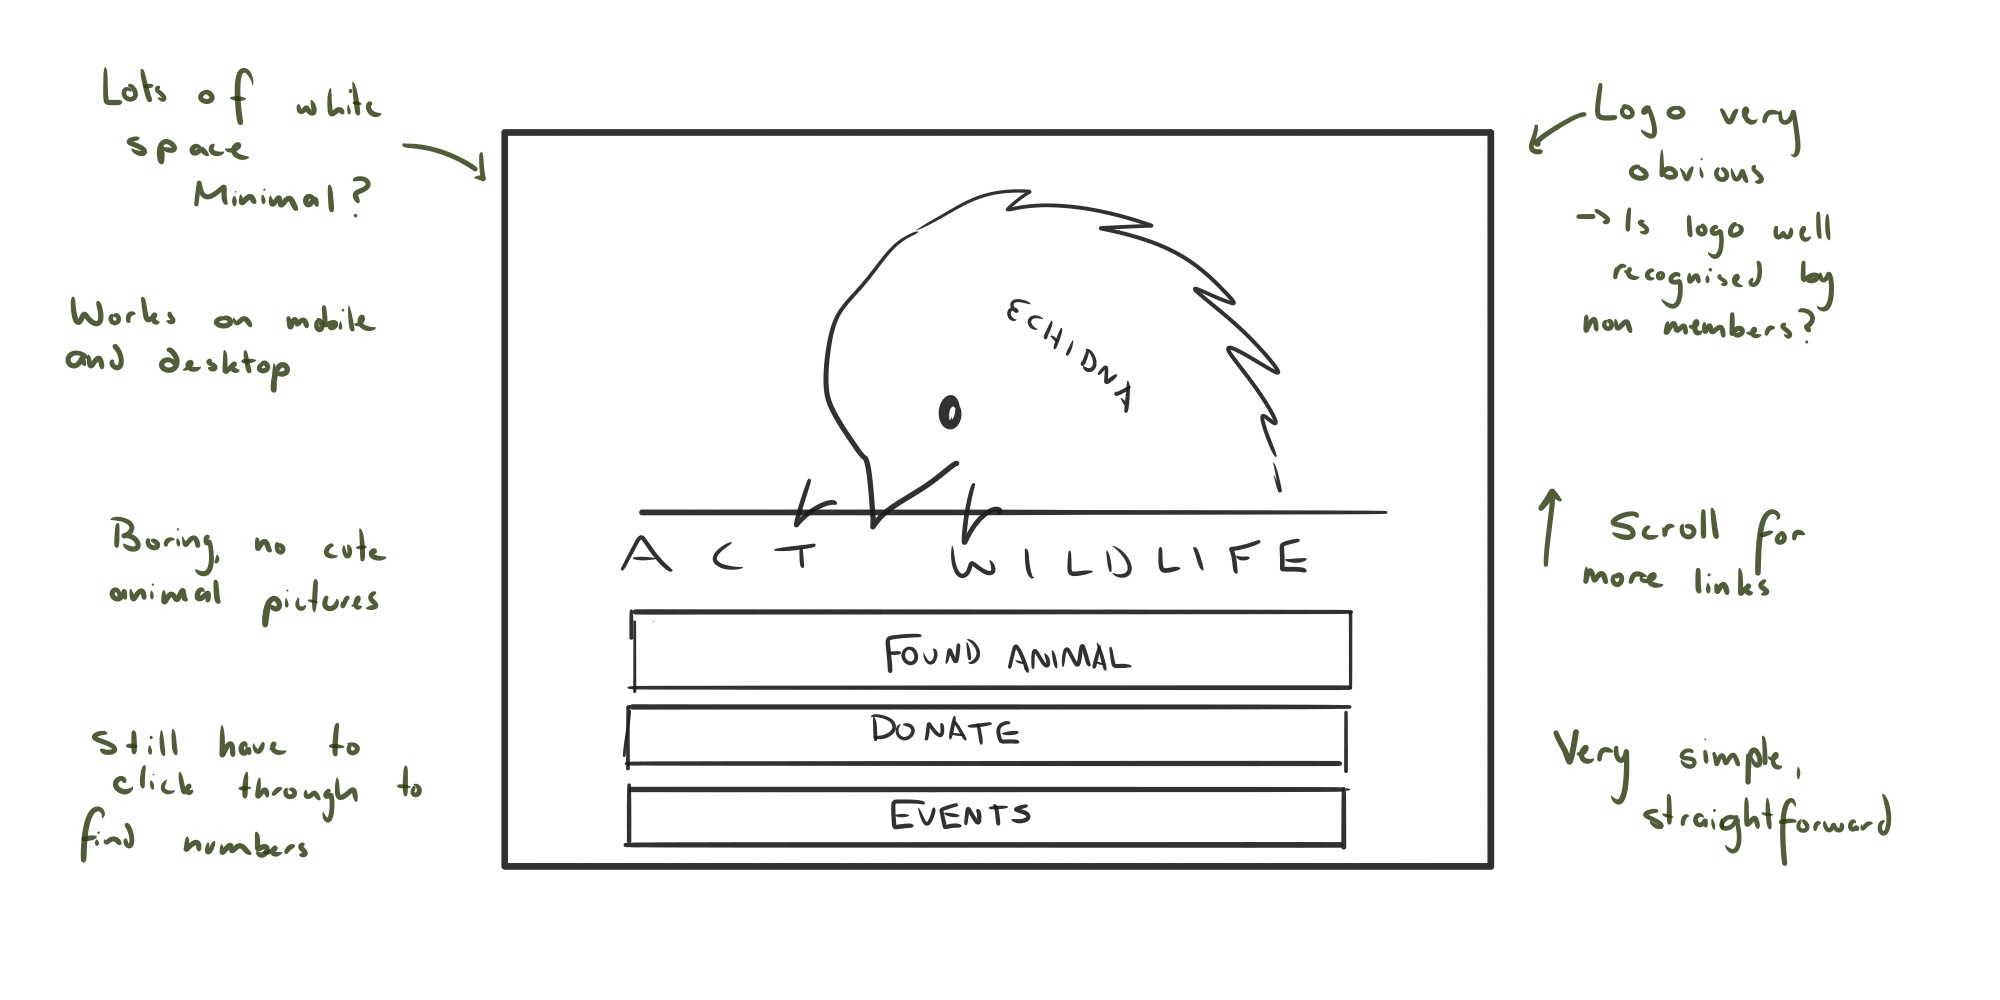 Lots of white
space
Minimal?
Works on mobile
and desktop
Boring, no cute
animal pictures
Still have to
click through to
find numbers
ECHIDNA
ACT WILDLIFE
FOUND ANIMAL
DONATE
EVENTS
Logo very
obvious
→ Is logo well
recognised by
non members?
Scroll for
more links
Very simple,
straightforward